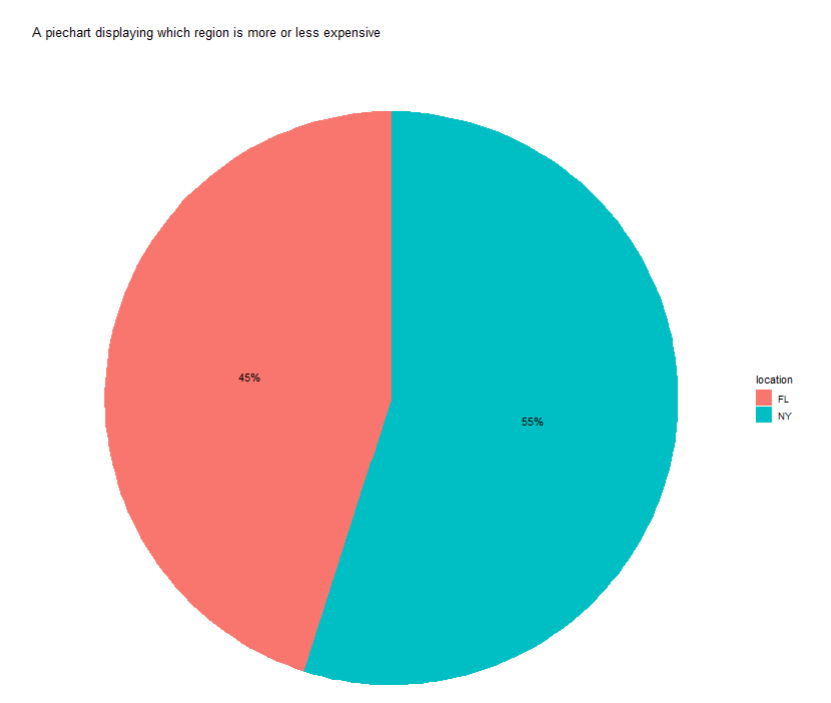 A piechart displaying which region is more or less expensive
45%
55%
location
FL
NY